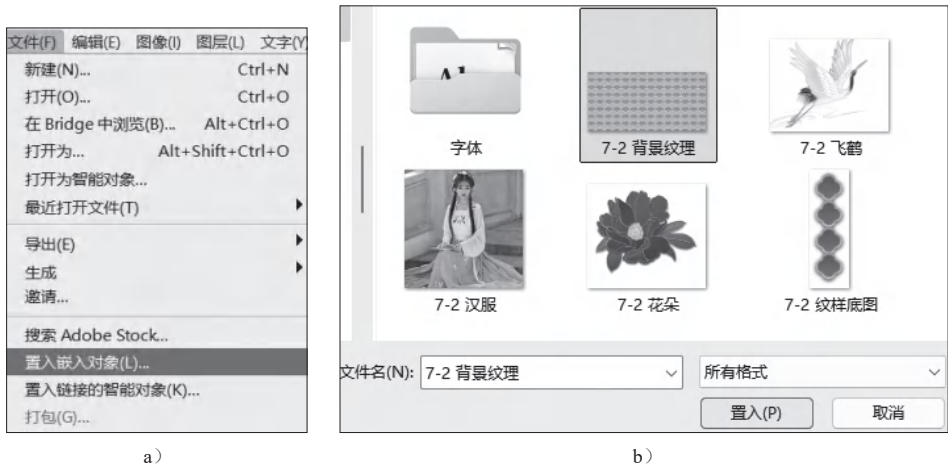 文件(F) 编辑(E) 图像(I) 图层(L) 文字(Y
新建(N)... Ctrl+N
打开(O)... Ctrl+O
在 Bridge 中浏览(B)... Alt+Ctrl+O
打开为... Alt+Shift+Ctrl+O
打开为智能对象...
最近打开文件(T)
导出(E)
生成
邀请...
搜索 Adobe Stock...
置入嵌入对象(L)...
置入链接的智能对象(K)...
打包(G)...
a）
字体 7-2 背景纹理 7-2 飞鹤
7-2 汉服 7-2 花朵 7-2 纹样底图
文件名(N): 7-2 背景纹理 所有格式
置入(P) 取消
b）